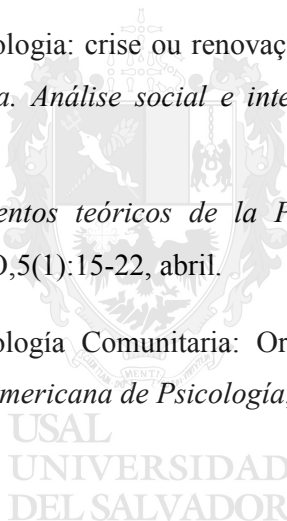 ologia: crise ou renovaç
a. Análise social e inte
entos teóricos de la P
O,5(1):15-22, abril.
ología Comunitaria: Or
mericana de Psicología,
USAL
UNIVERSIDAD
DEL SALVADOR